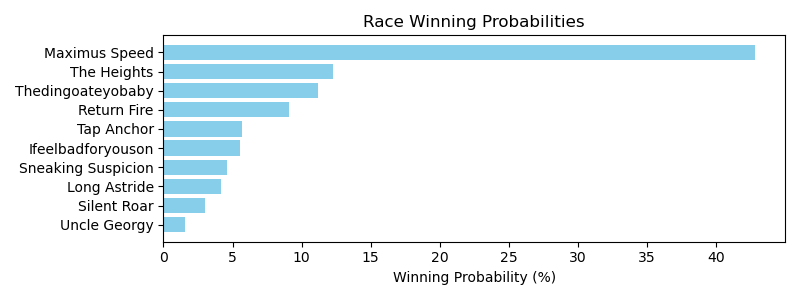 Race Winning Probabilities
Maximus Speed
The Heights
Thedingoateyobaby
Return Fire
Tap Anchor
Ifeelbadforyouson
Sneaking Suspicion
Long Astride
Silent Roar
Uncle Georgy
0 5 10 15 20 25 30 35 40
Winning Probability (%)